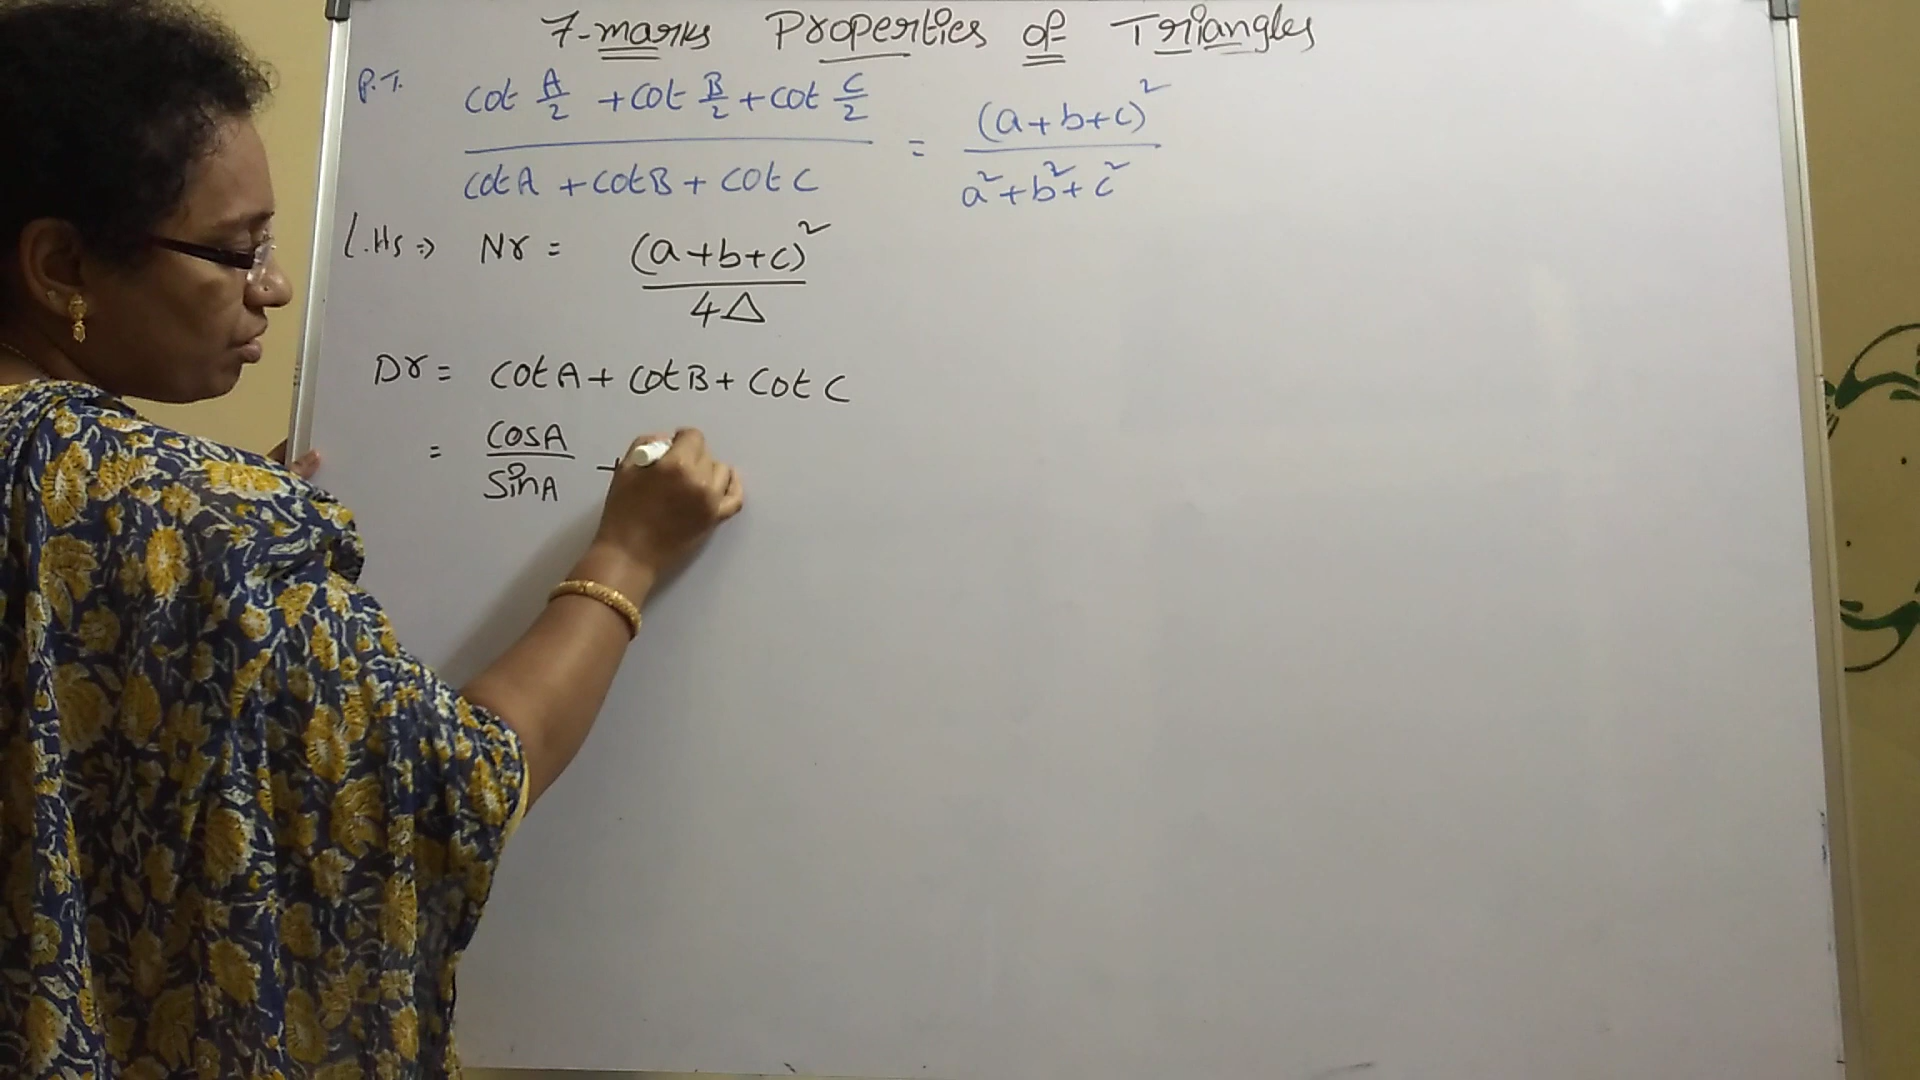 7-marks Properties of Triangles
P.T. (cot A/2 + cot B/2 + cot C/2) / (cot A + cot B + cot C) = (a+b+c)² / (a²+b²+c²)
L.Hs ⇒ Nr = (a+b+c)² / 4Δ
Dr = cot A + cot B + cot C
= cos A / sin A +